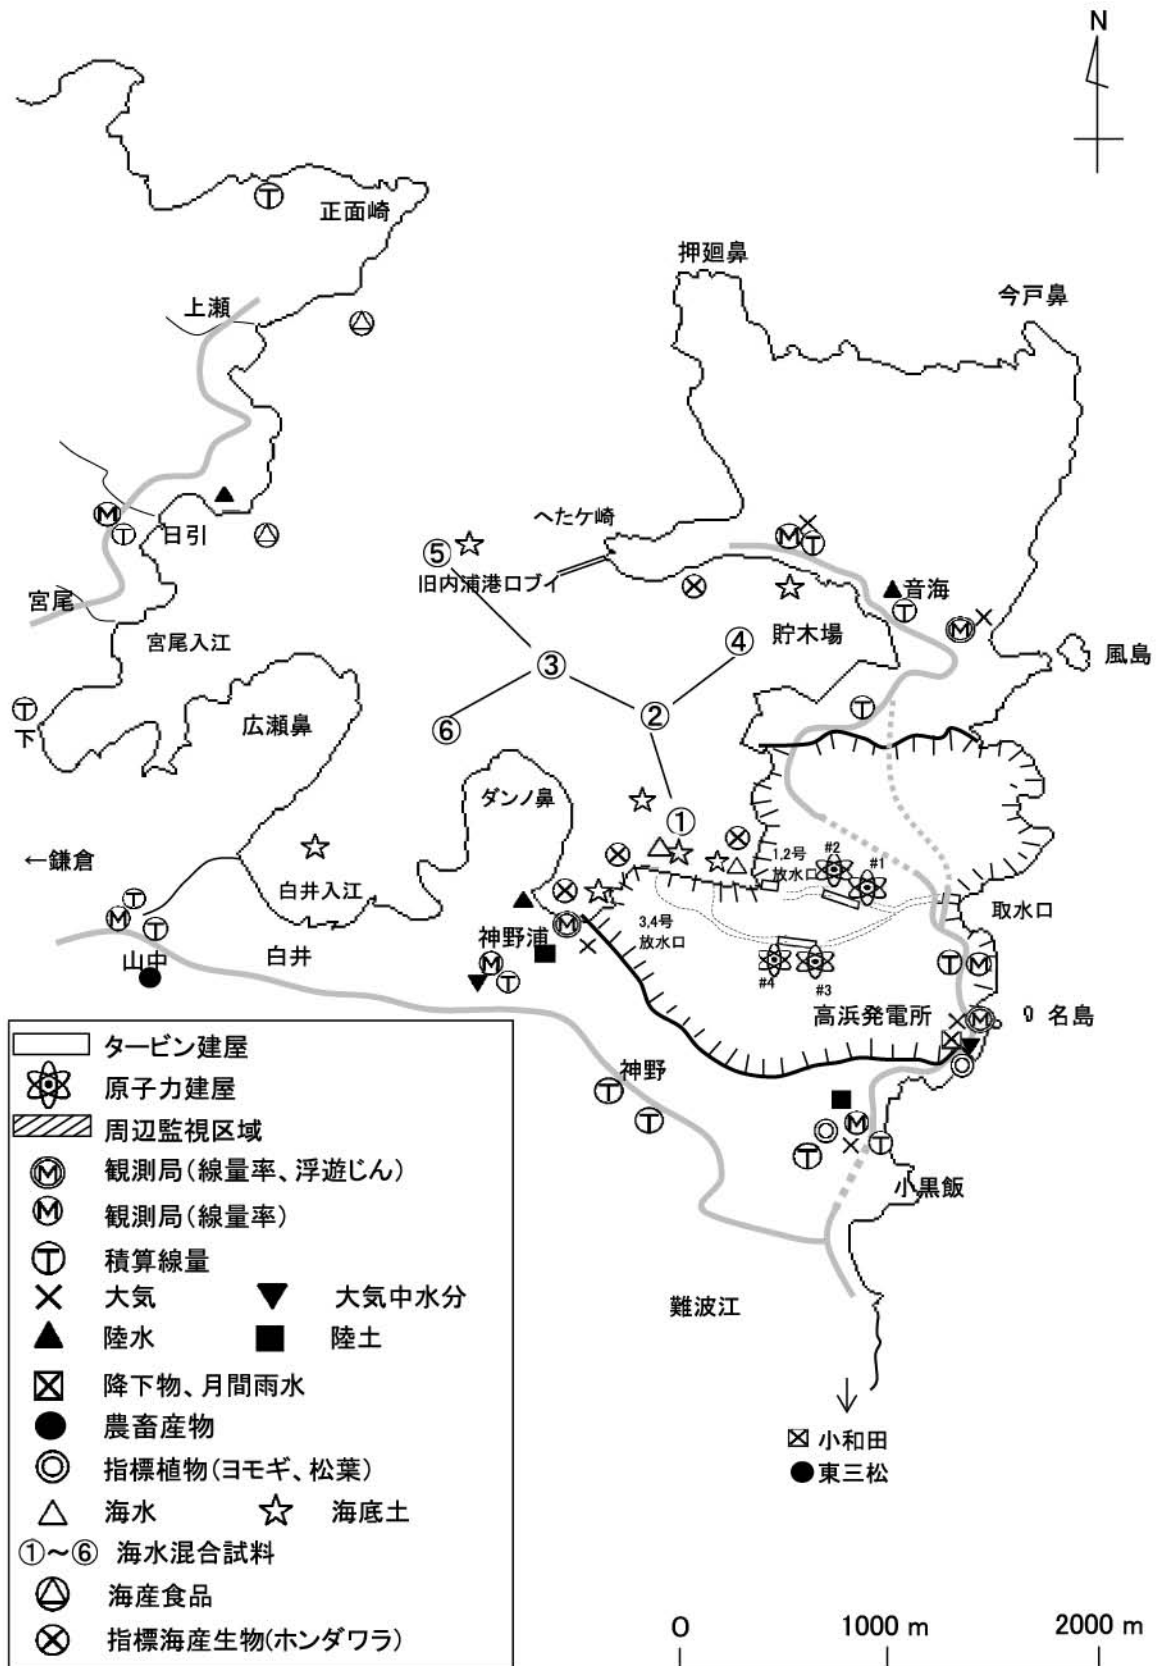 N
正面崎
押廻鼻
今戸鼻
上瀬
へたケ崎
日引
⑤
旧内浦港口ブイ
音海
宮尾
貯木場
④
宮尾入江
③
風島
下
広瀬鼻
⑥
②
ダンノ鼻
①
#2
#1
1,2号
放水口
←鎌倉
白井入江
取水口
3,4号
放水口
神野浦
白井
山中
#4
#3
高浜発電所
名島
神野
小黒飯
難波江
小和田
東三松
タービン建屋
原子力建屋
周辺監視区域
M 観測局(線量率、浮遊じん)
M 観測局(線量率)
T 積算線量
大気 大気中水分
陸水 陸土
降下物、月間雨水
農畜産物
指標植物(ヨモギ、松葉)
海水 海底土
①～⑥ 海水混合試料
海産食品
指標海産生物(ホンダワラ)
O 1000 m 2000 m